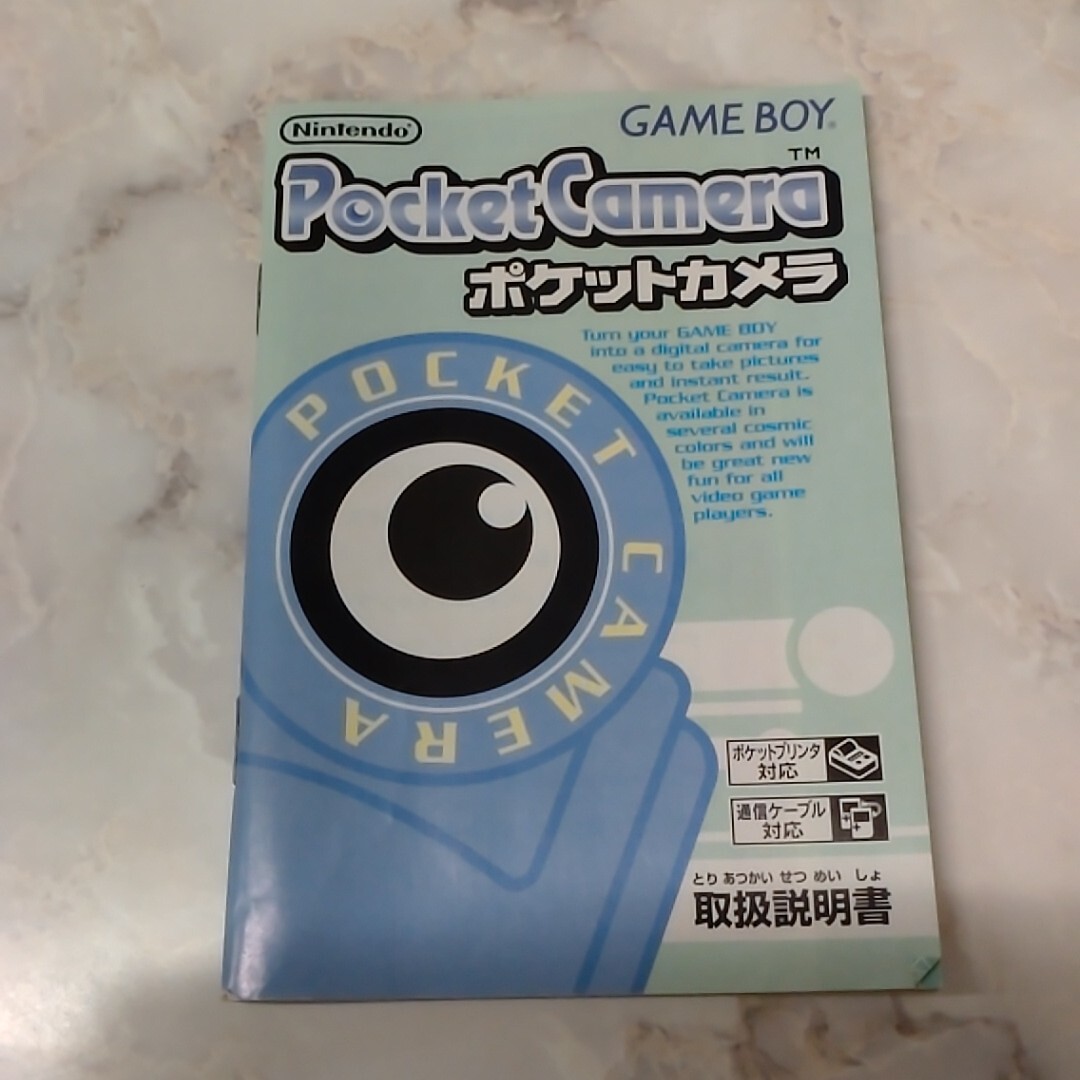 Nintendo®
GAME BOY®
PocketCamera™
ポケットカメラ
Turn your GAME BOY
into a digital camera for
easy to take pictures
and instant result.
Pocket Camera is
available in
several cosmic
colors and will
be great new
fun for all
video game
players.
POCKET CAMERA
ポケットプリンタ
対応
通信ケーブル
対応
とり あつかい せつ めい しょ
取扱説明書